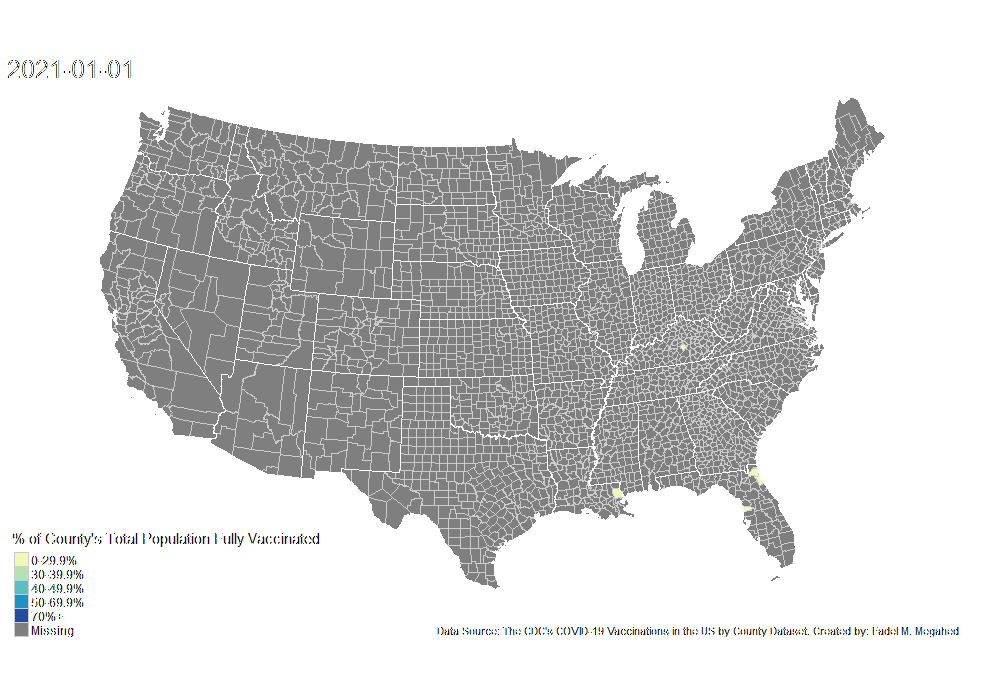 2021-01-01
% of County's Total Population Fully Vaccinated
0-29.9%
30-39.9%
40-49.9%
50-69.9%
70%+
Missing
Data Source: The CDC's COVID-19 Vaccinations in the US by County Dataset. Created by: Fadel M. Megahed